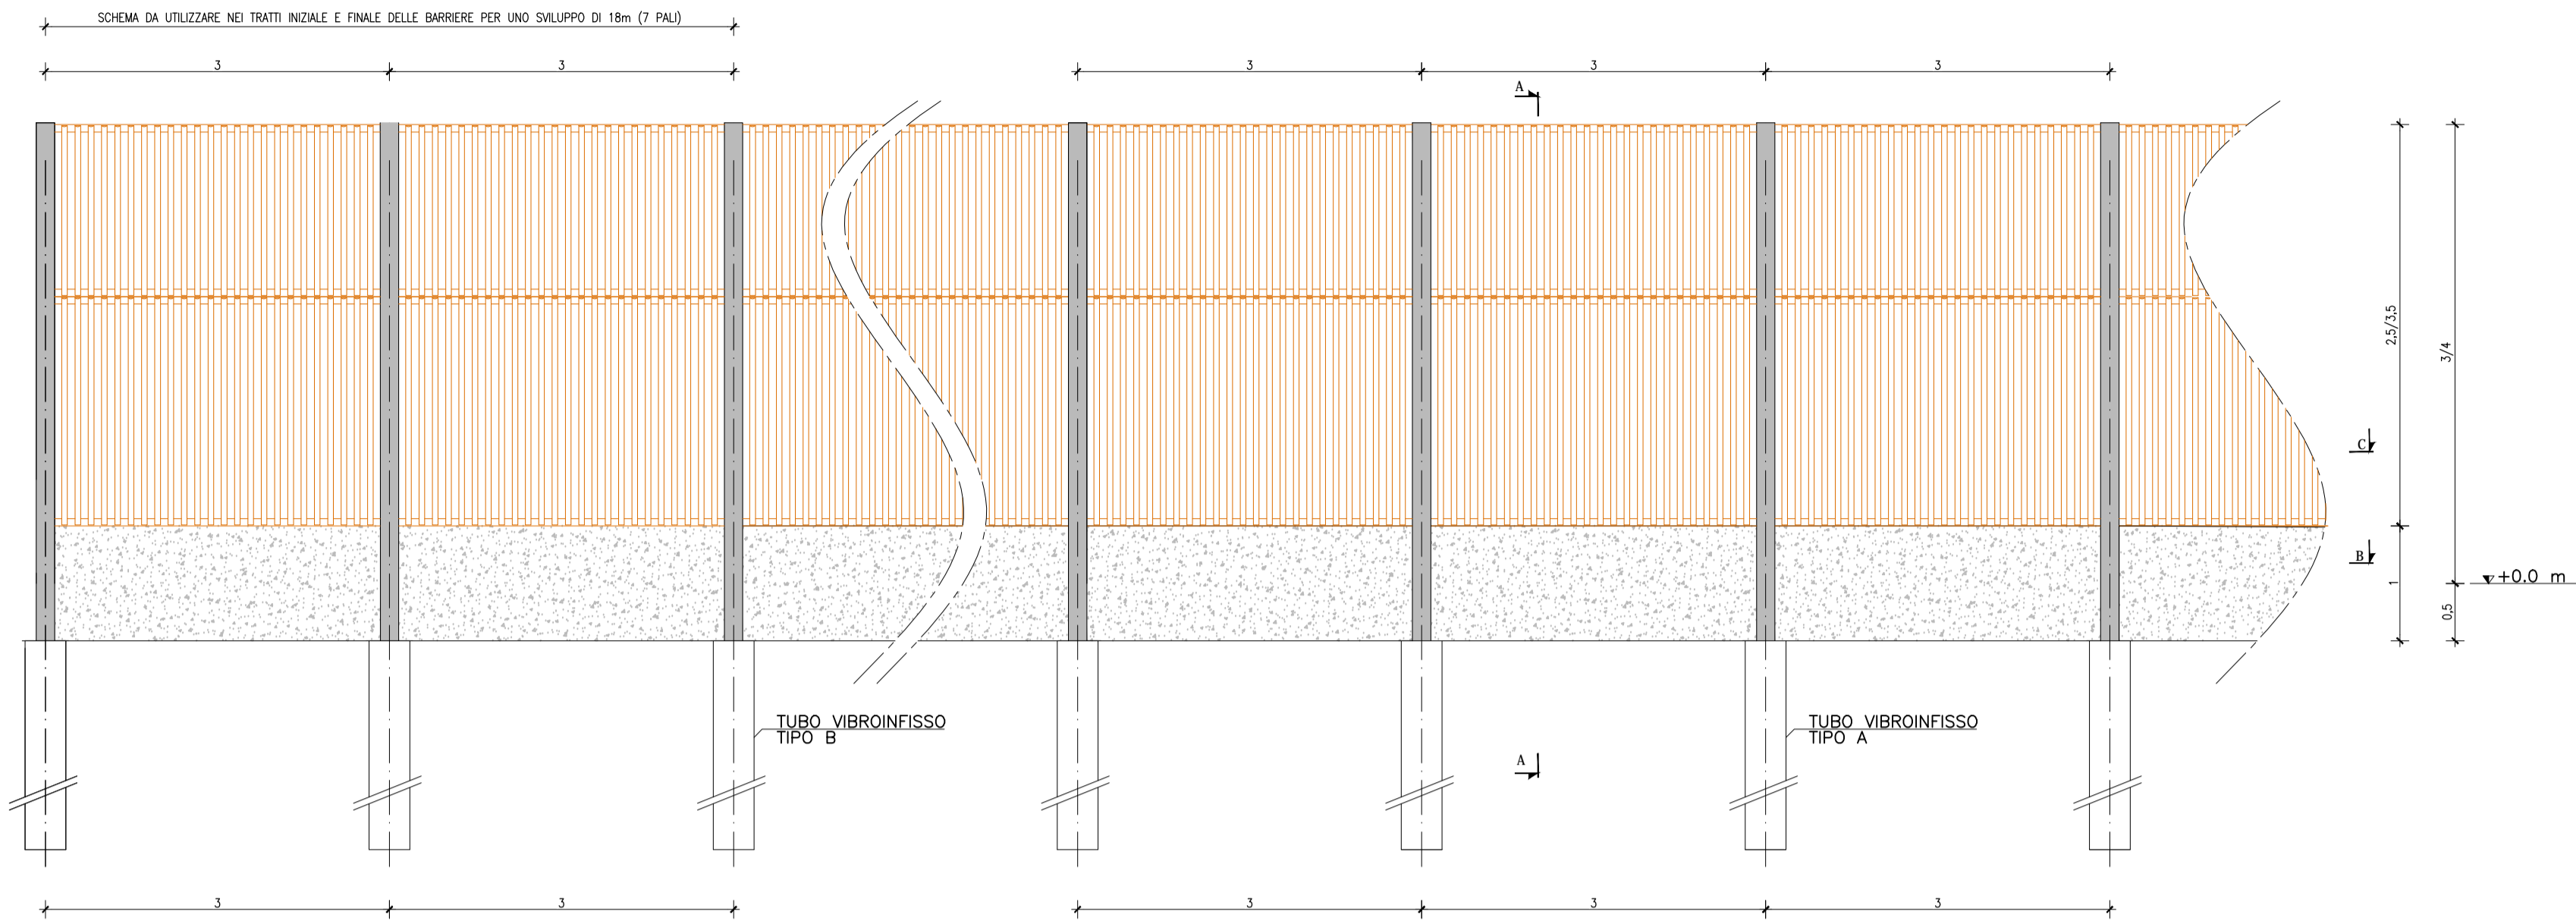 SCHEMA DA UTILIZZARE NEI TRATTI INIZIALE E FINALE DELLE BARRIERE PER UNO SVILUPPO DI 18m (7 PALI)
3 3 3 3 3
A
2,5/3,5
3/4
C
B
1
+0.0 m
0,5
TUBO VIBROINFISSO
TIPO B
TUBO VIBROINFISSO
TIPO A
A
3 3 3 3 3